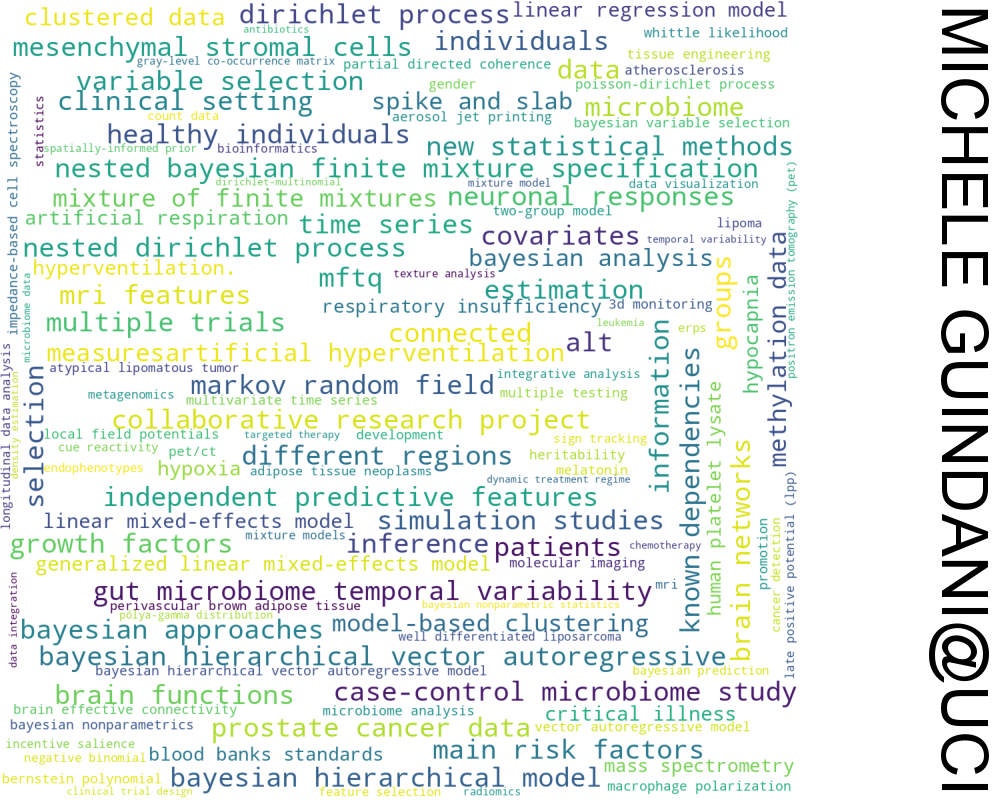 clustered data dirichlet process linear regression model
antibiotics
whittle likelihood
mesenchymal stromal cells individuals
tissue engineering
gray-level co-occurrence matrix partial directed coherence data atherosclerosis
variable selection gender poisson-dirichlet process
clinical setting spike and slab microbiome
count data aerosol jet printing
bayesian variable selection
healthy individuals
spatially-informed prior bioinformatics new statistical methods
nested bayesian finite mixture specification
dirichlet-multinomial mixture model data visualization
mixture of finite mixtures neuronal responses
artificial respiration two-group model
time series lipoma
covariates temporal variability
nested dirichlet process
bayesian analysis
hyperventilation. mftq texture analysis
mri features estimation
respiratory insufficiency 3d monitoring
multiple trials connected leukemia erps
measuresartificial hyperventilation alt
atypical lipomatous tumor integrative analysis
markov random field
metagenomics multivariate time series multiple testing
collaborative research project
local field potentials targeted therapy development sign tracking
cue reactivity pet/ct different regions heritability
endophenotypes hypoxia adipose tissue neoplasms melatonin
dynamic treatment regime
independent predictive features
linear mixed-effects model simulation studies
growth factors mixture models inference patients chemotherapy
generalized linear mixed-effects model molecular imaging
gut microbiome temporal variability mri
perivascular brown adipose tissue bayesian nonparametric statistics
polya-gamma distribution
bayesian approaches model-based clustering
well differentiated liposarcoma
bayesian hierarchical vector autoregressive
bayesian hierarchical vector autoregressive model bayesian prediction
brain functions case-control microbiome study
brain effective connectivity microbiome analysis critical illness
bayesian nonparametrics prostate cancer data vector autoregressive model
incentive salience
negative binomial blood banks standards main risk factors
mass spectrometry
bernstein polynomial bayesian hierarchical model macrophage polarization
clinical trial design feature selection radiomics
impedance-based cell spectroscopy
statistics
microbiome data
longitudinal data analysis
density estimation
selection
data integration
information
known dependencies
human platelet lysate
groups
brain networks
hypocapnia
promotion
cancer detection
methylation data
positron emission tomography (pet)
late positive potential (lpp)
MICHELE GUINDANI@UCI